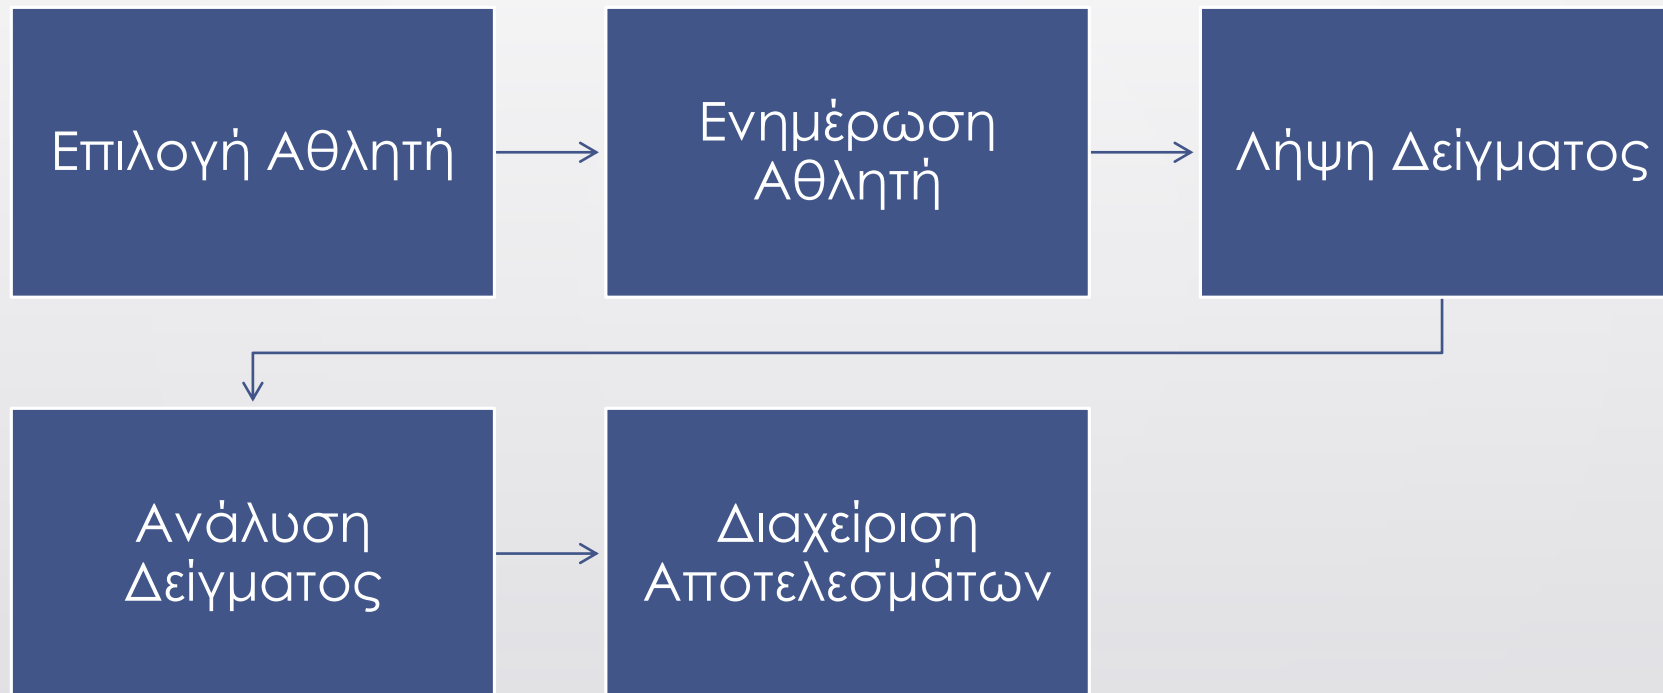 Επιλογή Αθλητή
Ενημέρωση
Αθλητή
Λήψη Δείγματος
Ανάλυση
Δείγματος
Διαχείριση
Αποτελεσμάτων